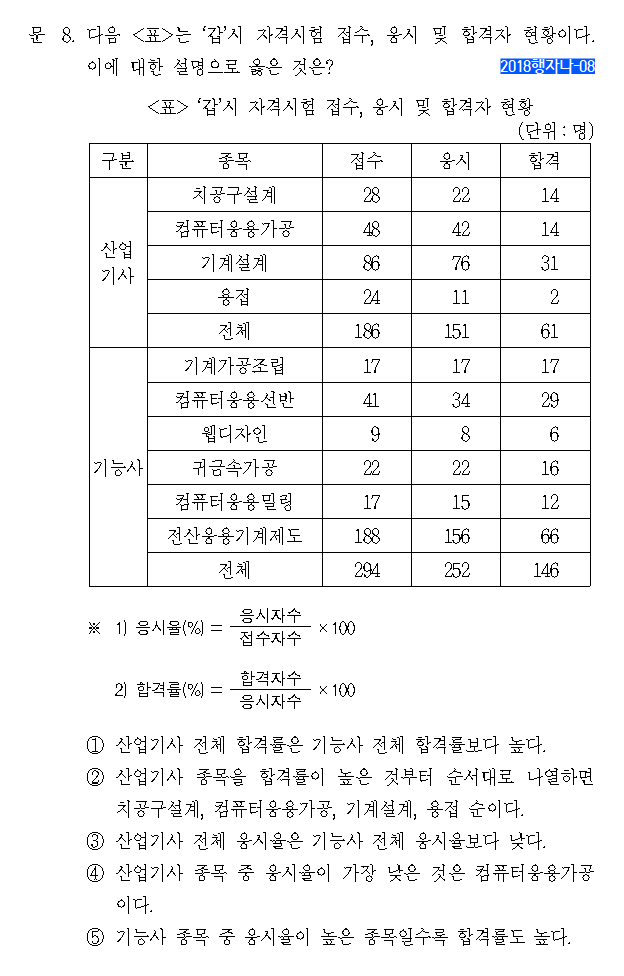 문 8. 다음 <표>는 ‘갑’시 자격시험 접수, 응시 및 합격자 현황이다.
이에 대한 설명으로 옳은 것은?
2018행자나-08
<표> ‘갑’시 자격시험 접수, 응시 및 합격자 현황
(단위 : 명)
구분 종목 접수 응시 합격
산업기사 치공구설계 28 22 14
컴퓨터응용가공 48 42 14
기계설계 86 76 31
용접 24 11 2
전체 186 151 61
기능사 기계가공조립 17 17 17
컴퓨터응용선반 41 34 29
웹디자인 9 8 6
귀금속가공 22 22 16
컴퓨터응용밀링 17 15 12
전산응용기계제도 188 156 66
전체 294 252 146
※ 1) 응시율(%) = 응시자수 / 접수자수 ×100
2) 합격률(%) = 합격자수 / 응시자수 ×100
① 산업기사 전체 합격률은 기능사 전체 합격률보다 높다.
② 산업기사 종목을 합격률이 높은 것부터 순서대로 나열하면
치공구설계, 컴퓨터응용가공, 기계설계, 용접 순이다.
③ 산업기사 전체 응시율은 기능사 전체 응시율보다 낮다.
④ 산업기사 종목 중 응시율이 가장 낮은 것은 컴퓨터응용가공
이다.
⑤ 기능사 종목 중 응시율이 높은 종목일수록 합격률도 높다.